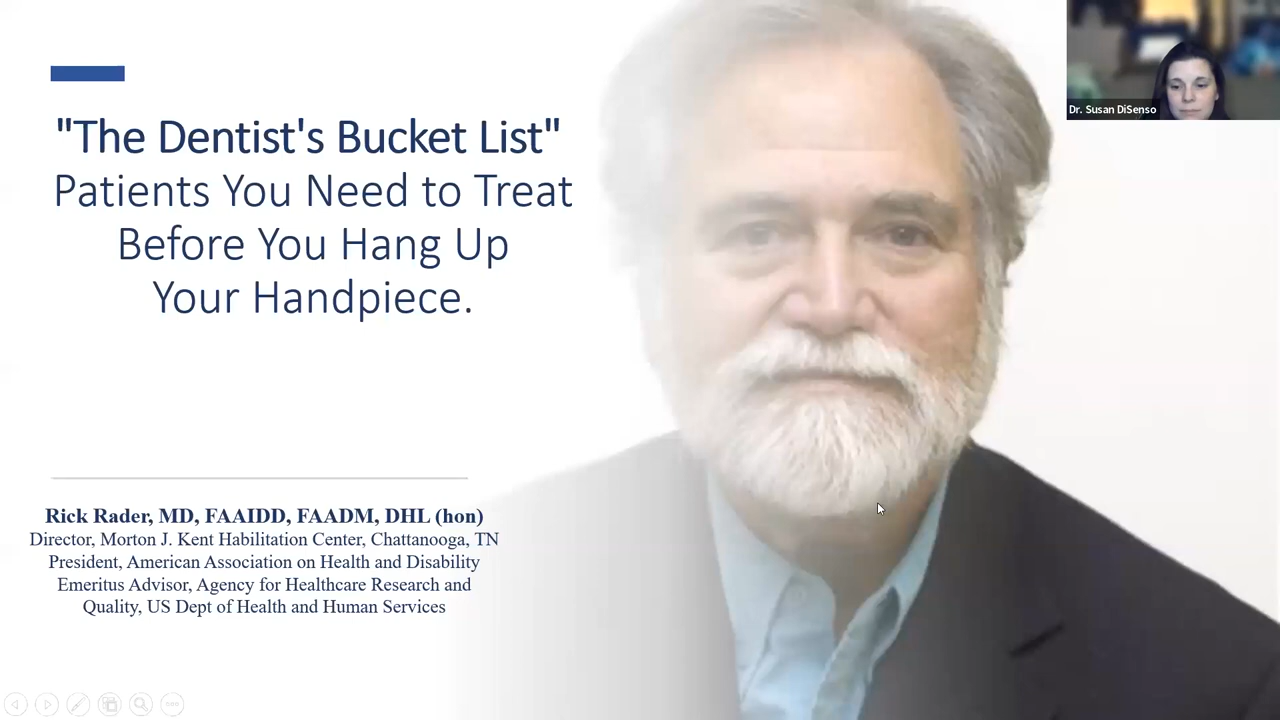 "The Dentist's Bucket List"
Patients You Need to Treat
Before You Hang Up
Your Handpiece.
Rick Rader, MD, FAAIDD, FAADM, DHL (hon)
Director, Morton J. Kent Habilitation Center, Chattanooga, TN
President, American Association on Health and Disability
Emeritus Advisor, Agency for Healthcare Research and
Quality, US Dept of Health and Human Services
Dr. Susan DiSenso